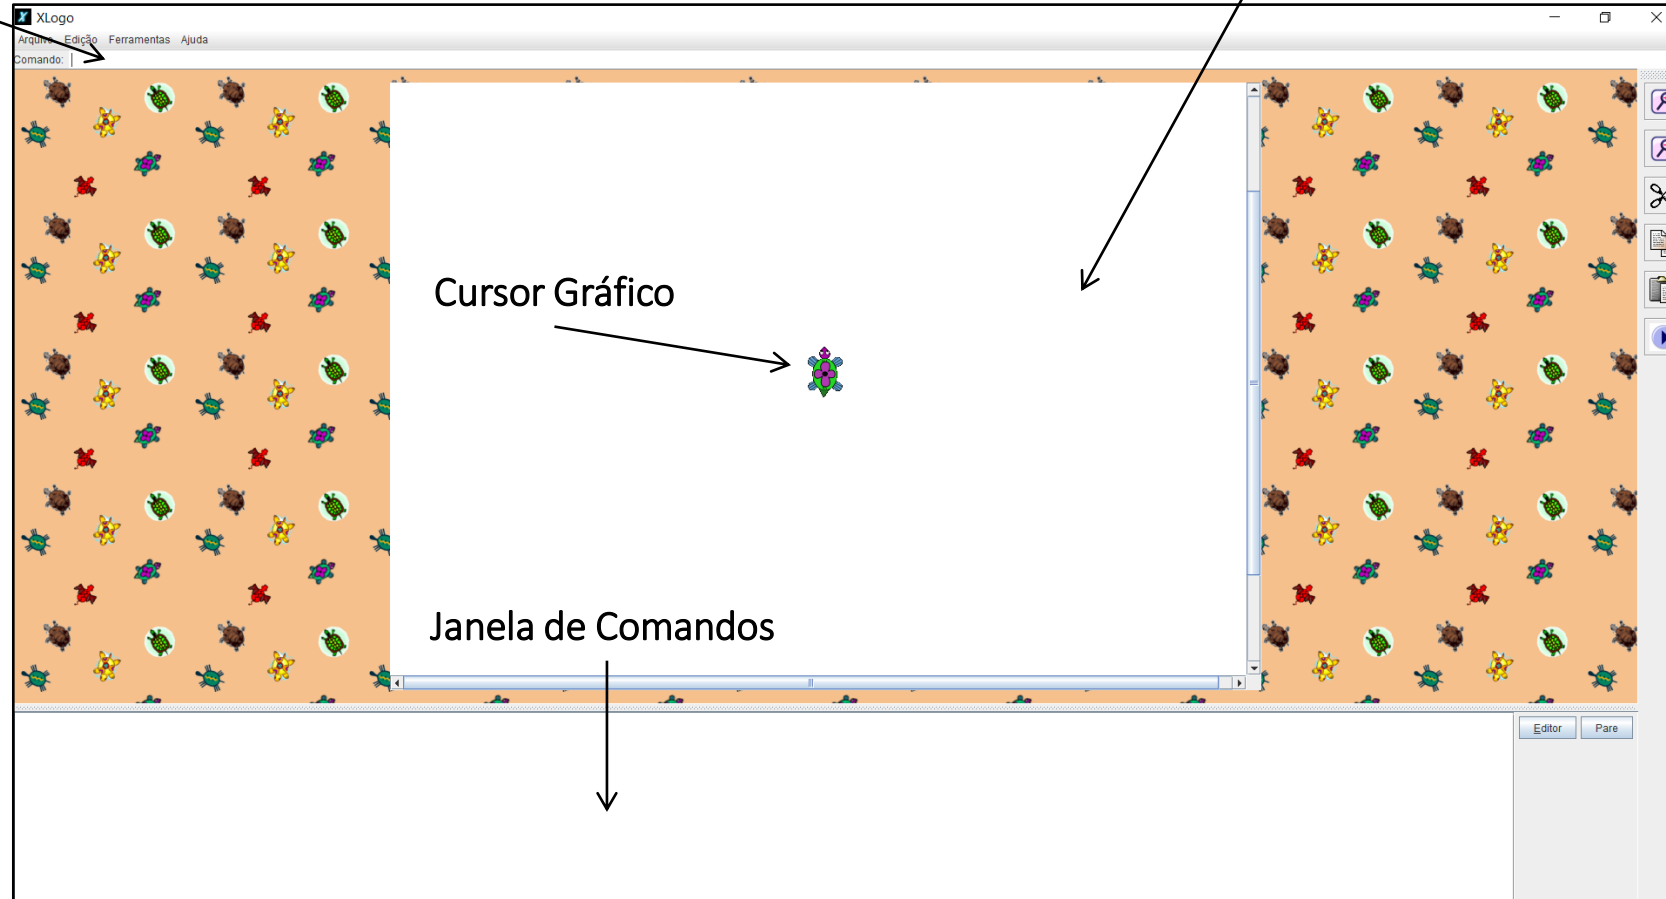 XLogo
Arquivo Edição Ferramentas Ajuda
Comando:
Cursor Gráfico
Janela de Comandos
Editor Pare